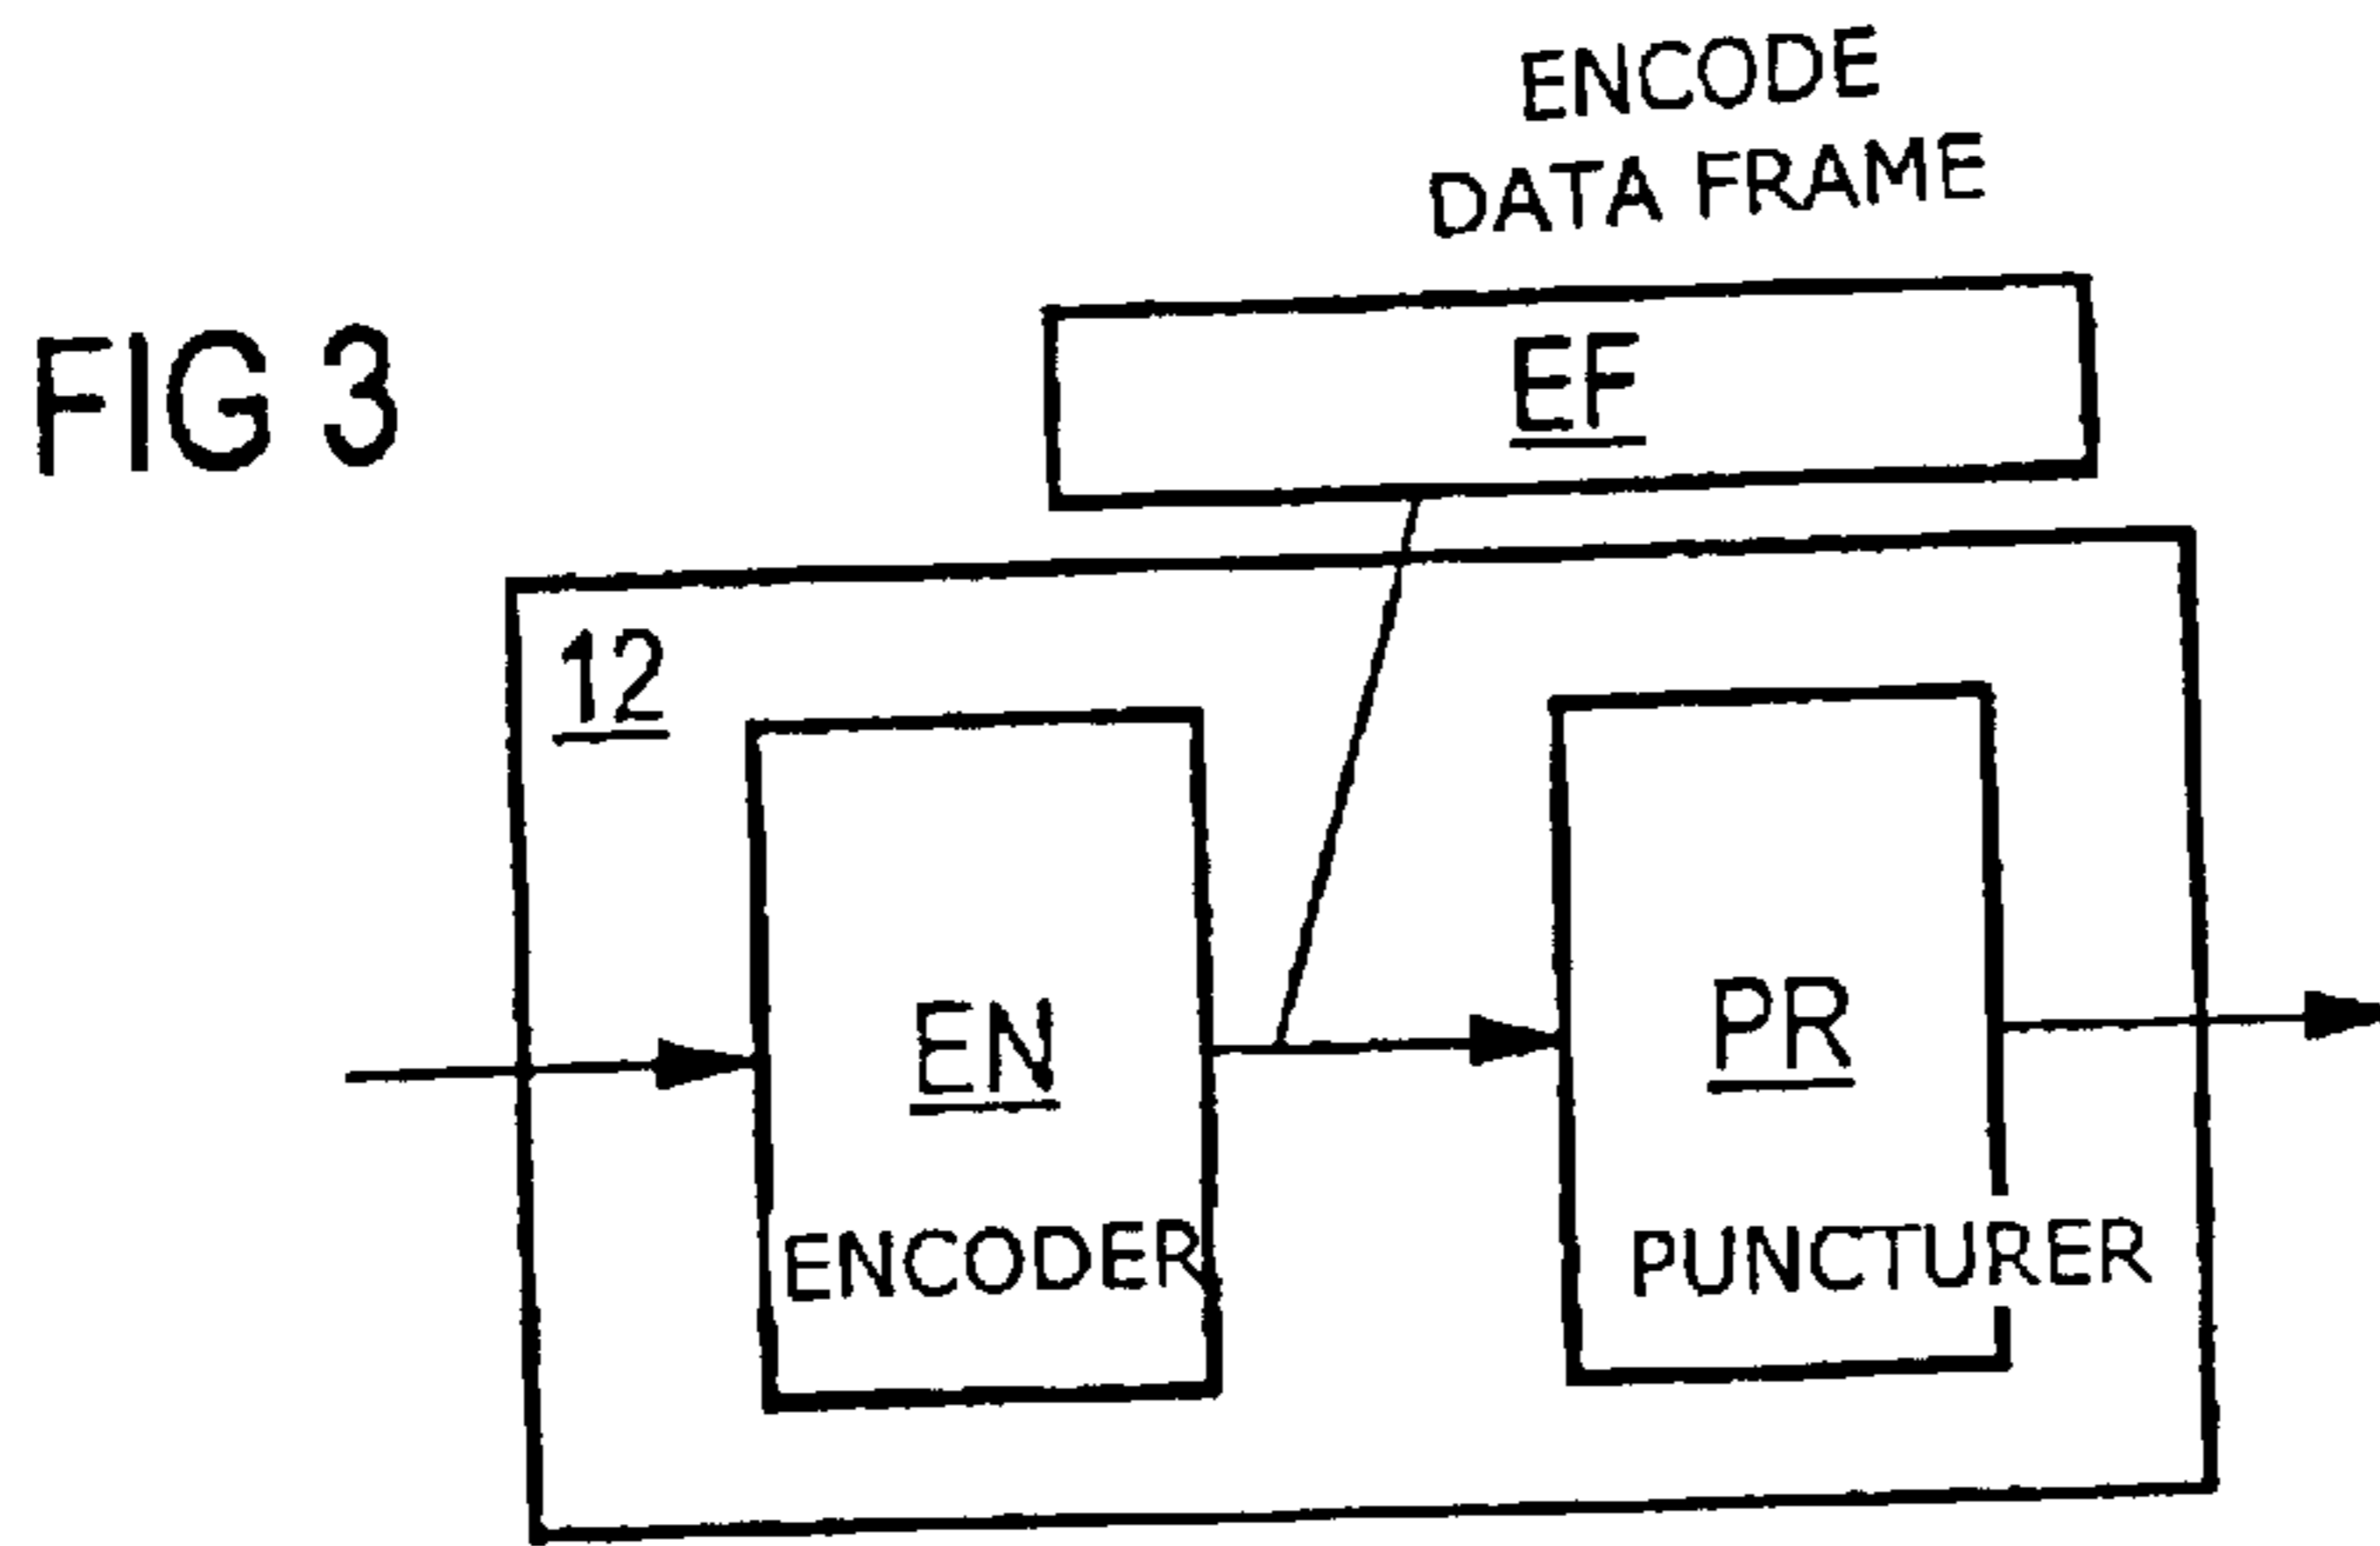 ENCODE
DATA FRAME
FIG 3
EF
12
EN
PR
ENCODER
PUNCTURER